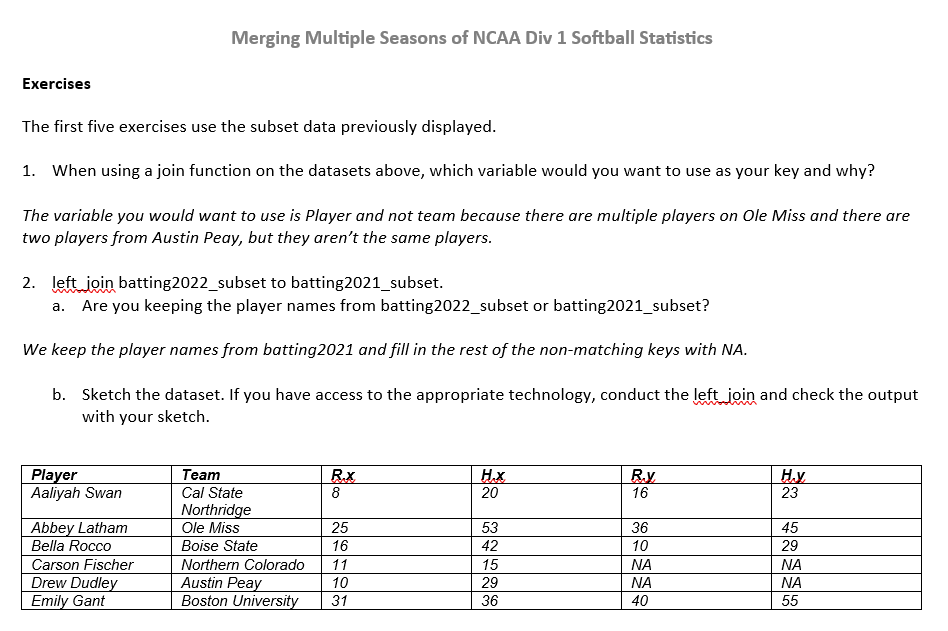 Merging Multiple Seasons of NCAA Div 1 Softball Statistics
Exercises
The first five exercises use the subset data previously displayed.
1. When using a join function on the datasets above, which variable would you want to use as your key and why?
The variable you would want to use is Player and not team because there are multiple players on Ole Miss and there are
two players from Austin Peay, but they aren't the same players.
2. left_join batting2022_subset to batting2021_subset.
a. Are you keeping the player names from batting2022_subset or batting2021_subset?
We keep the player names from batting2021 and fill in the rest of the non-matching keys with NA.
b. Sketch the dataset. If you have access to the appropriate technology, conduct the left_join and check the output
with your sketch.
Player Team R.x H.x R.y H.y
Aaliyah Swan Cal State 8 20 16 23
Northridge
Abbey Latham Ole Miss 25 53 36 45
Bella Rocco Boise State 16 42 10 29
Carson Fischer Northern Colorado 11 15 NA NA
Drew Dudley Austin Peay 10 29 NA NA
Emily Gant Boston University 31 36 40 55